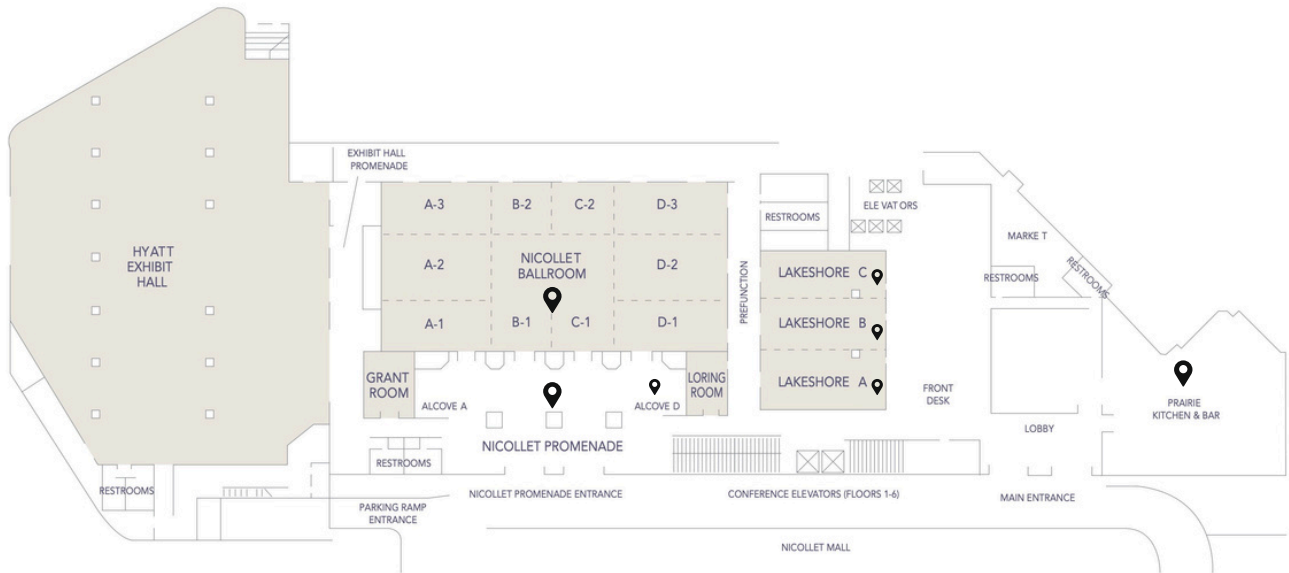 EXHIBIT HALL
PROMENADE
A-3
B-2
C-2
D-3
RESTROOMS
ELE VAT ORS
MARKE T
HYATT
EXHIBIT
HALL
A-2
NICOLLET
BALLROOM
D-2
PREFUNCTION
LAKESHORE C
RESTROOMS
RESTROOMS
A-1
B-1
C-1
D-1
LAKESHORE B
GRANT
ROOM
LORING
ROOM
LAKESHORE A
FRONT
DESK
ALCOVE A
ALCOVE D
PRAIRIE
KITCHEN & BAR
LOBBY
NICOLLET PROMENADE
RESTROOMS
RESTROOMS
NICOLLET PROMENADE ENTRANCE
CONFERENCE ELEVATORS (FLOORS 1-6)
MAIN ENTRANCE
PARKING RAMP
ENTRANCE
NICOLLET MALL